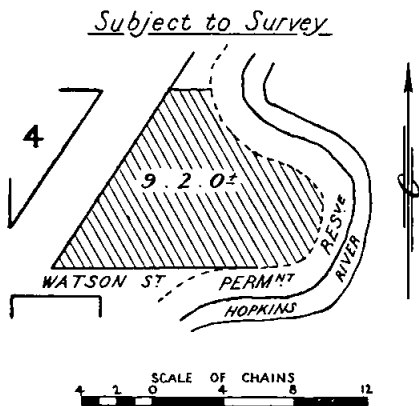 Subject to Survey
4
9.2.0±
WATSON ST
PERMNT
RESVE
HOPKINS
RIVER
SCALE OF CHAINS
4 2 0 4 8 12